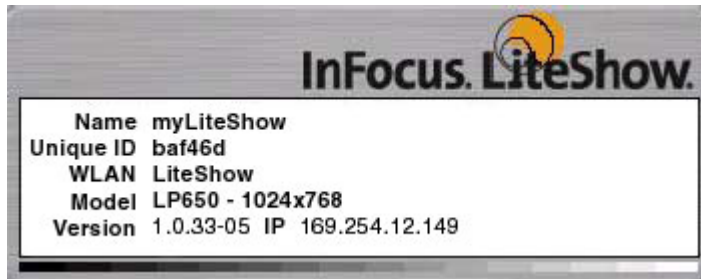 InFocus. LiteShow.
Name myLiteShow
Unique ID baf46d
WLAN LiteShow
Model LP650 - 1024x768
Version 1.0.33-05 IP 169.254.12.149